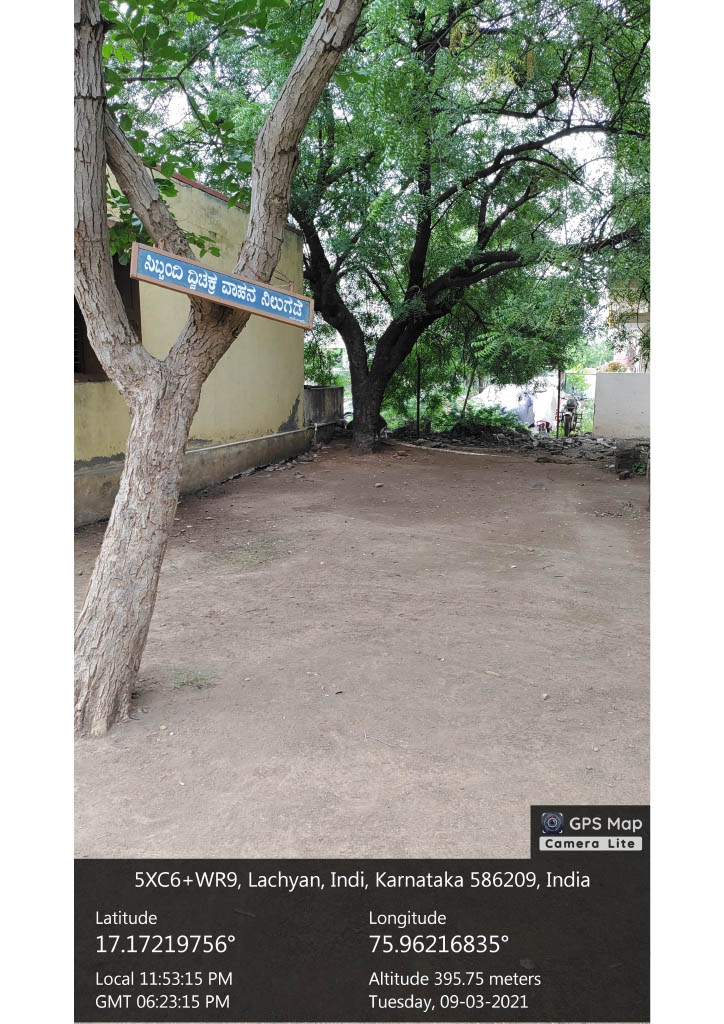 ಸಿಬ್ಬಂದಿ ದ್ವಿಚಕ್ರ ವಾಹನ ನಿಲುಗಡೆ
GPS Map
Camera Lite
5XC6+WR9, Lachyan, Indi, Karnataka 586209, India
Latitude
17.17219756°
Longitude
75.96216835°
Local 11:53:15 PM
GMT 06:23:15 PM
Altitude 395.75 meters
Tuesday, 09-03-2021